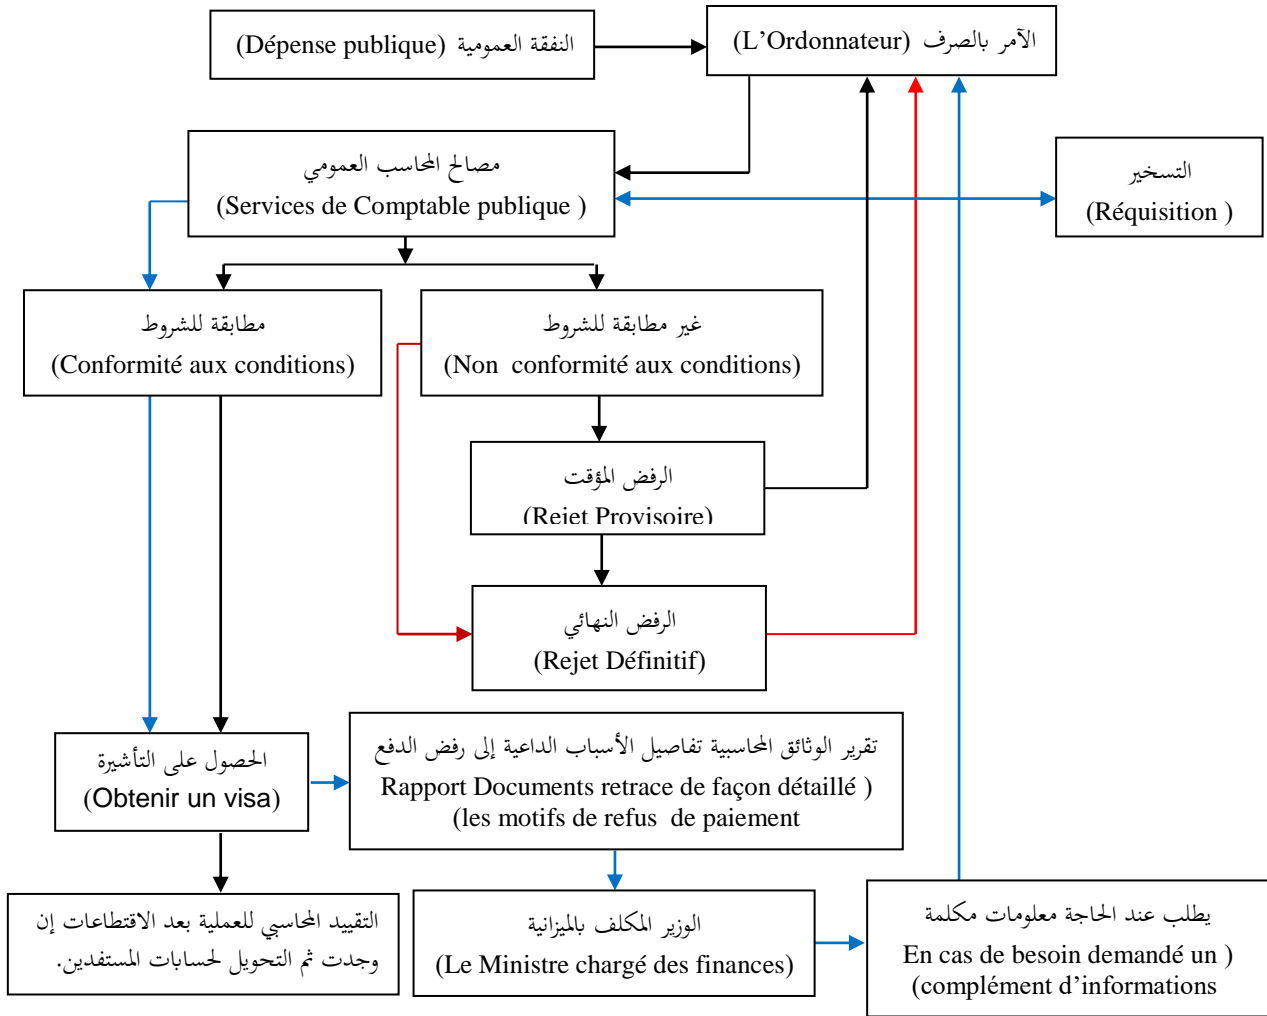 النفقة العمومية (Dépense publique)
الآمر بالصرف (L'Ordonnateur)
مصالح المحاسب العمومي
(Services de Comptable publique )
التسخير
(Réquisition )
مطابقة للشروط
(Conformité aux conditions)
غير مطابقة للشروط
(Non conformité aux conditions)
الرفض المؤقت
(Rejet Provisoire)
الرفض النهائي
(Rejet Définitif)
الحصول على التأشيرة
(Obtenir un visa)
تقرير الوثائق المحاسبية تفاصيل الأسباب الداعية إلى رفض الدفع
Rapport Documents retrace de façon détaillé )
(les motifs de refus de paiement
التقييد المحاسبي للعملية بعد الاقتطاعات إن
وجدت ثم التحويل لحسابات المستفدين.
الوزير المكلف بالميزانية
(Le Ministre chargé des finances)
يطلب عند الحاجة معلومات مكلمة
En cas de besoin demandé un )
(complément d'informations